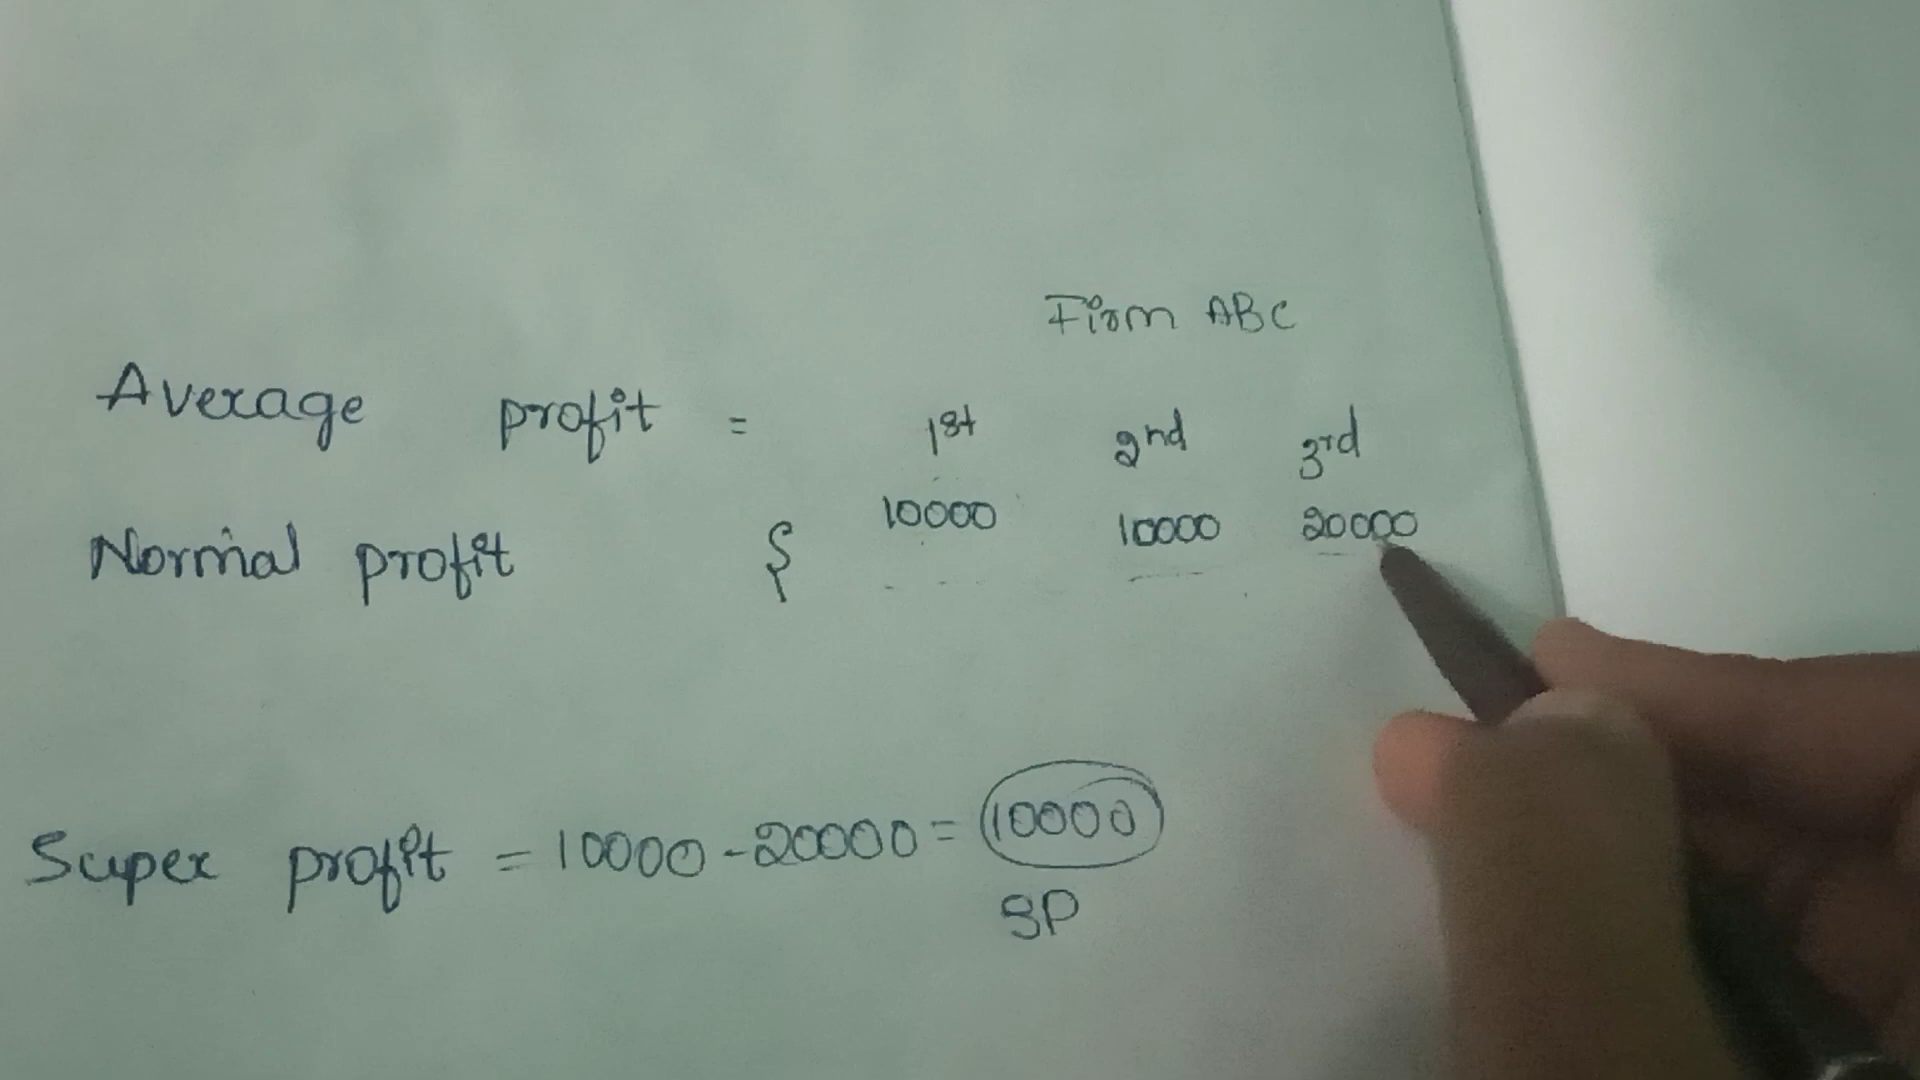 Firm ABC
Average profit = 1st 2nd 3rd
Normal profit { 10000 10000 20000
Super profit = 10000 - 20000 = 10000
SP